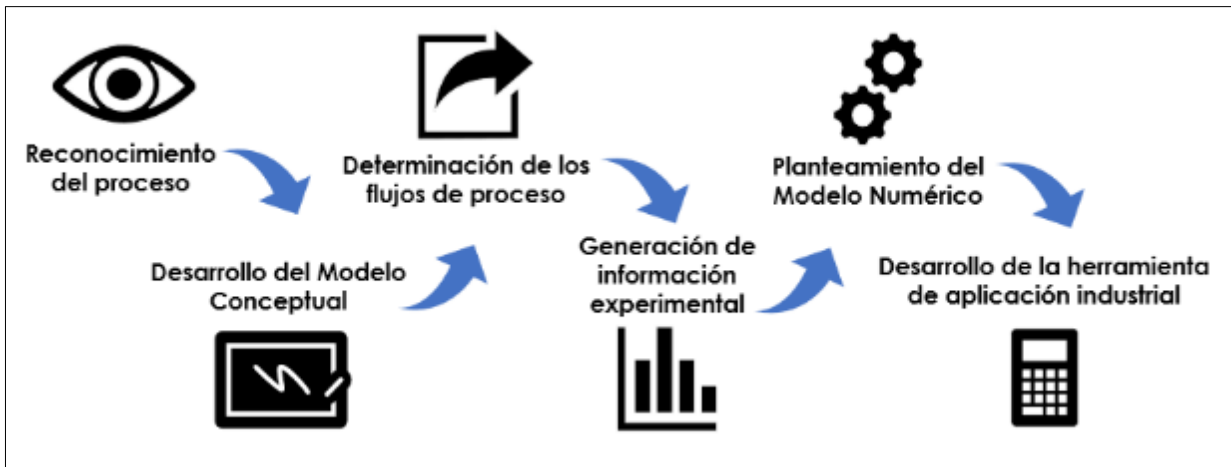 Reconocimiento
del proceso
Desarrollo del Modelo
Conceptual
Determinación de los
flujos de proceso
Generación de
información
experimental
Planteamiento del
Modelo Numérico
Desarrollo de la herramienta
de aplicación industrial